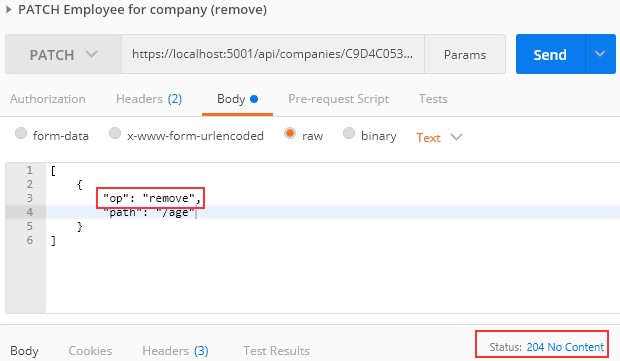 PATCH Employee for company (remove)
PATCH https://localhost:5001/api/companies/C9D4C053... Params Send
Authorization Headers (2) Body Pre-request Script Tests
form-data x-www-form-urlencoded raw binary Text
1 [
2 {
3 "op": "remove",
4 "path": "/age"
5 }
6 ]
Body Cookies Headers (3) Test Results Status: 204 No Content